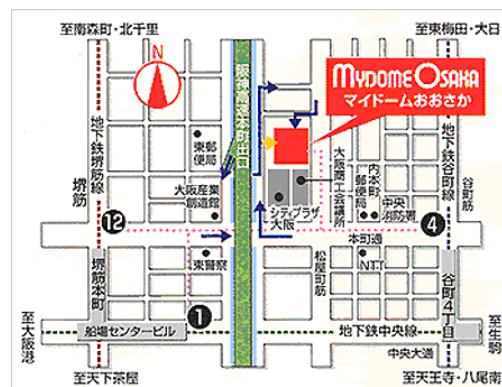 至南森町・北千里
至東梅田・大日
N
MYDOME OSAKA
マイドームおおさか
阪神高速本町出口
地下鉄堺筋線
堺筋
東郵便局
大阪産業創造館
シティプラザ大阪
大阪商工会議所
内本町郵便局
中央消防署
地下鉄谷町線
谷町筋
12
4
本町通
東警察
松屋町筋
NTT
堺筋本町
谷町4丁目
1
船場センタービル
地下鉄中央線
至大阪港
至生駒
中央大通
至天下茶屋
至天王寺・八尾南